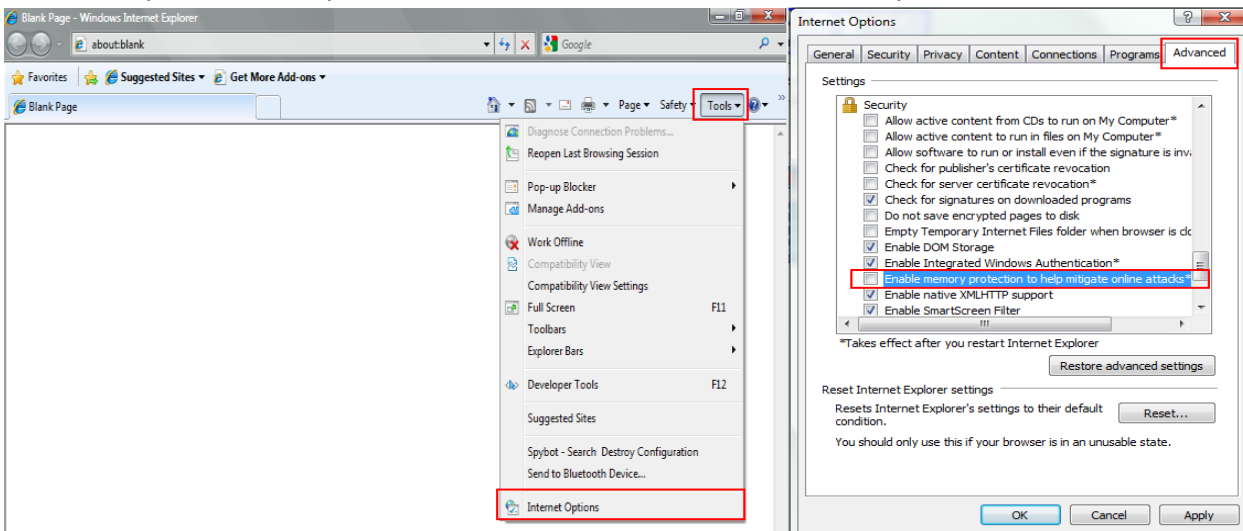 Blank Page - Windows Internet Explorer
about:blank
Google
Favorites Suggested Sites Get More Add-ons
Blank Page
Page Safety Tools
Diagnose Connection Problems...
Reopen Last Browsing Session
Pop-up Blocker
Manage Add-ons
Work Offline
Compatibility View
Compatibility View Settings
Full Screen F11
Toolbars
Explorer Bars
Developer Tools F12
Suggested Sites
Spybot - Search Destroy Configuration
Send to Bluetooth Device...
Internet Options
Internet Options
General Security Privacy Content Connections Programs Advanced
Settings
Security
Allow active content from CDs to run on My Computer*
Allow active content to run in files on My Computer*
Allow software to run or install even if the signature is inv
Check for publisher's certificate revocation
Check for server certificate revocation*
Check for signatures on downloaded programs
Do not save encrypted pages to disk
Empty Temporary Internet Files folder when browser is clo
Enable DOM Storage
Enable Integrated Windows Authentication*
Enable memory protection to help mitigate online attacks*
Enable native XMLHTTP support
Enable SmartScreen Filter
*Takes effect after you restart Internet Explorer
Restore advanced settings
Reset Internet Explorer settings
Resets Internet Explorer's settings to their default
condition.
Reset...
You should only use this if your browser is in an unusable state.
OK Cancel Apply